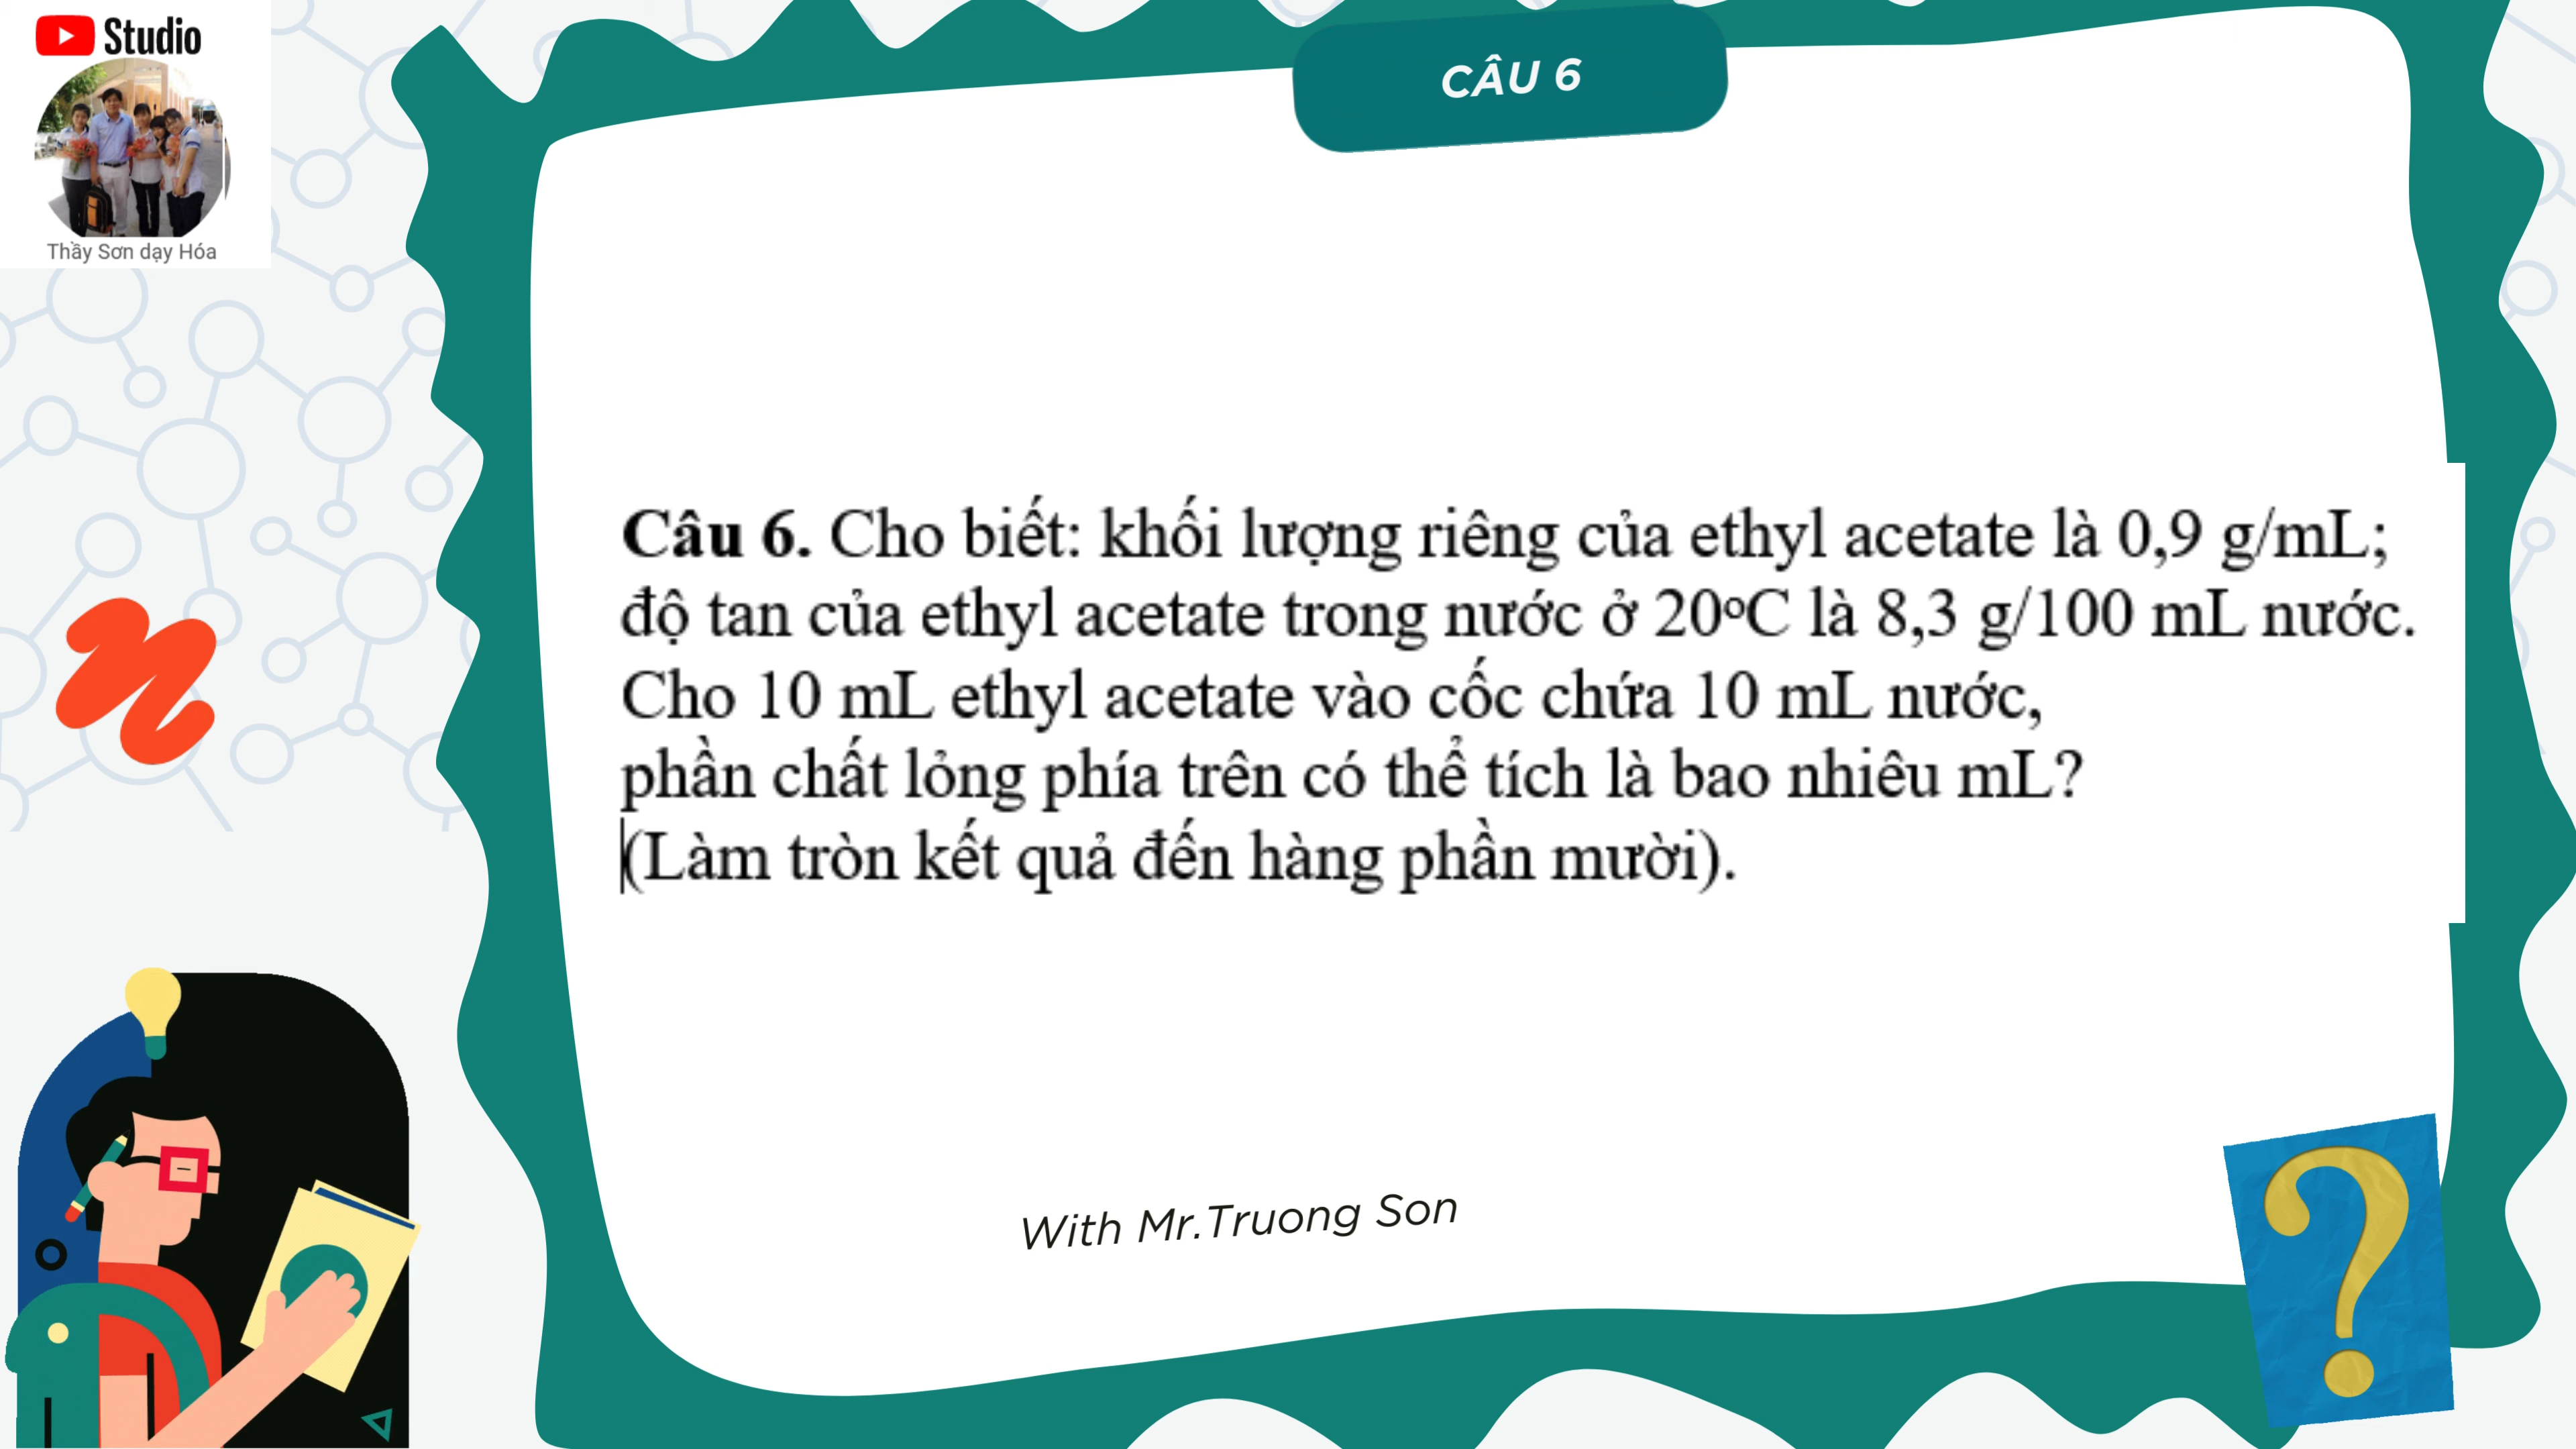 Studio
Thầy Sơn dạy Hóa
CÂU 6
Câu 6. Cho biết: khối lượng riêng của ethyl acetate là 0,9 g/mL;
độ tan của ethyl acetate trong nước ở 20ºC là 8,3 g/100 mL nước.
Cho 10 mL ethyl acetate vào cốc chứa 10 mL nước,
phần chất lỏng phía trên có thể tích là bao nhiêu mL?
(Làm tròn kết quả đến hàng phần mười).
With Mr.Truong Son
?